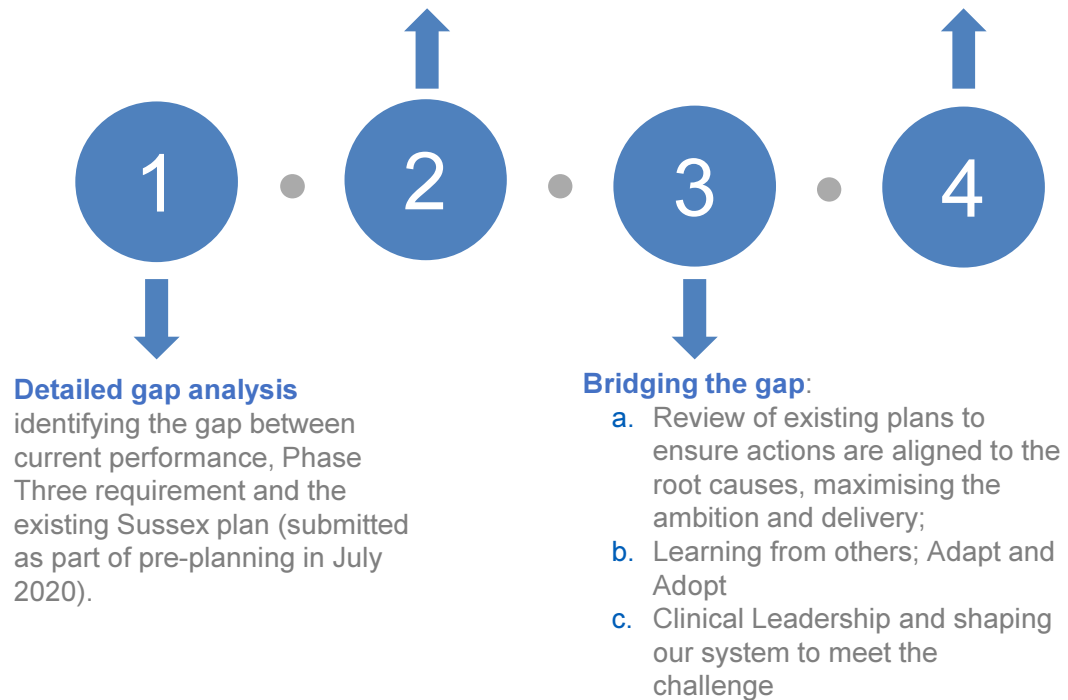 1
2
3
4
Detailed gap analysis
identifying the gap between
current performance, Phase
Three requirement and the
existing Sussex plan (submitted
as part of pre-planning in July
2020).
Bridging the gap:
a. Review of existing plans to
ensure actions are aligned to the
root causes, maximising the
ambition and delivery;
b. Learning from others; Adapt and
Adopt
c. Clinical Leadership and shaping
our system to meet the
challenge